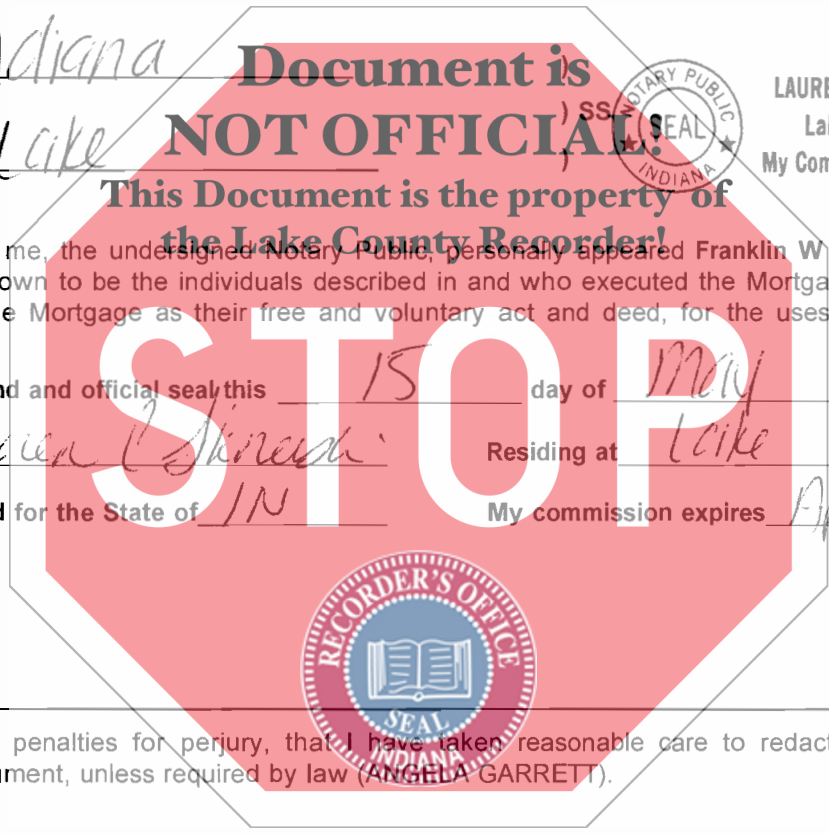 diana
Document is
)
) SS
NOTARY PUBLIC
SEAL
INDIANA
LAURE
Lake
NOT OFFICIAL!
La
)
My Com
This Document is the property of
the Lake County Recorder!
me, the undersigned Notary Public, personally appeared Franklin W
own to be the individuals described in and who executed the Mortga
e Mortgage as their free and voluntary act and deed, for the uses
STOP
nd and official seal this 15 day of May
Residing at Lake
d for the State of IN My commission expires
RECORDER'S OFFICE
SEAL
INDIANA
penalties for perjury, that I have taken reasonable care to redact
ument, unless required by law (ANGELA GARRETT).